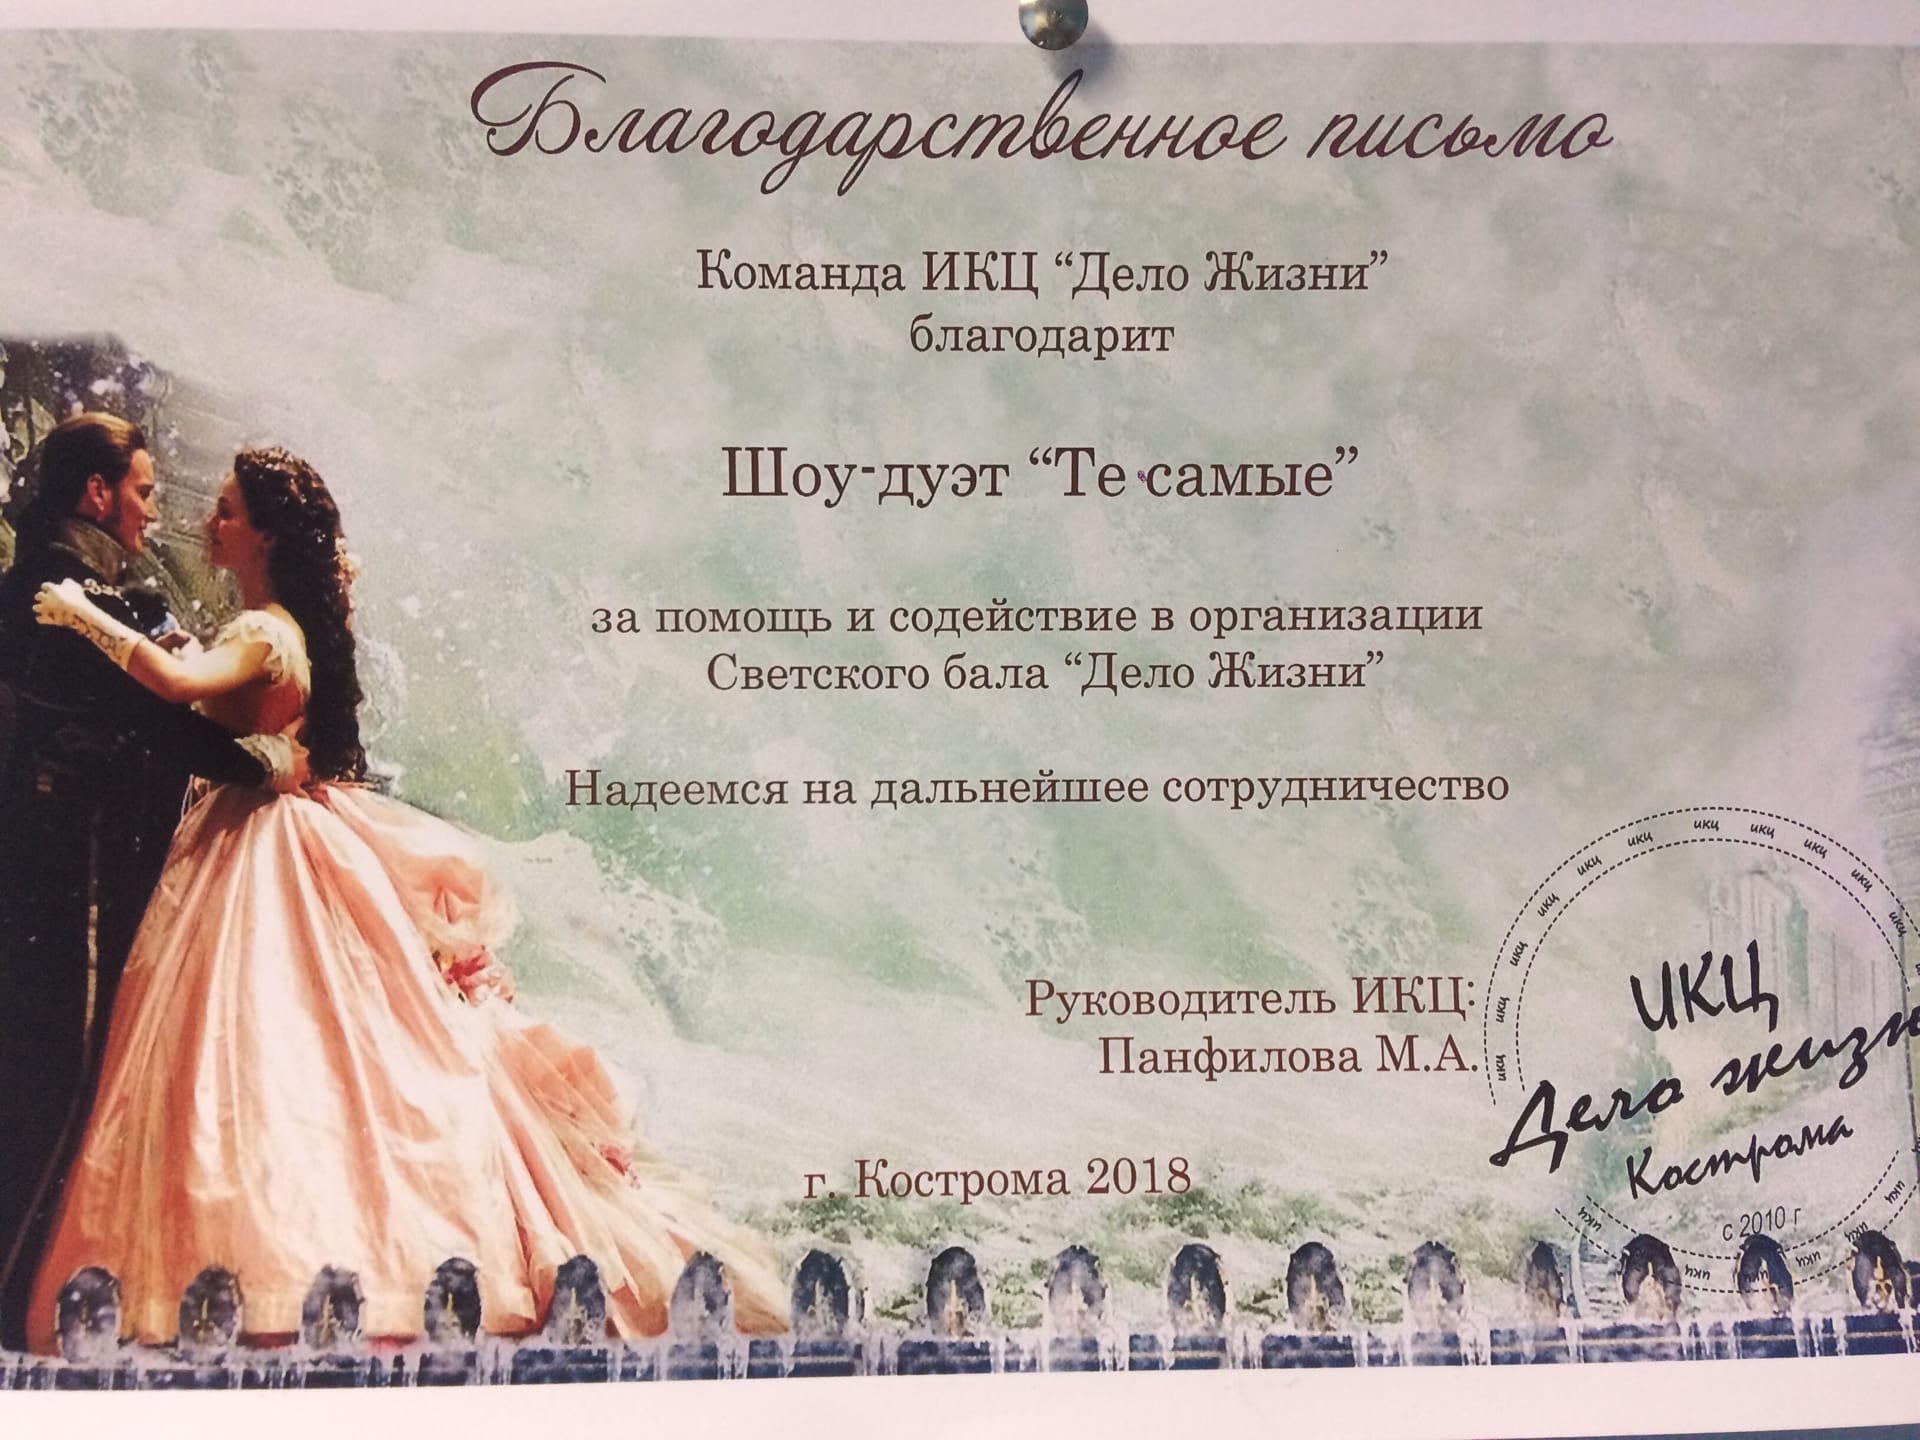 Благодарственное письмо
Команда ИКЦ “Дело Жизни”
благодарит
Шоу-дуэт “Те самые”
за помощь и содействие в организации
Светского бала “Дело Жизни”
Надеемся на дальнейшее сотрудничество
Руководитель ИКЦ:
Панфилова М.А.
г. Кострома 2018
икц икц икц икц икц икц икц икц икц икц икц
ИКЦ
Дело жизн
Кострома
с 2010 г
икц икц икц икц икц икц